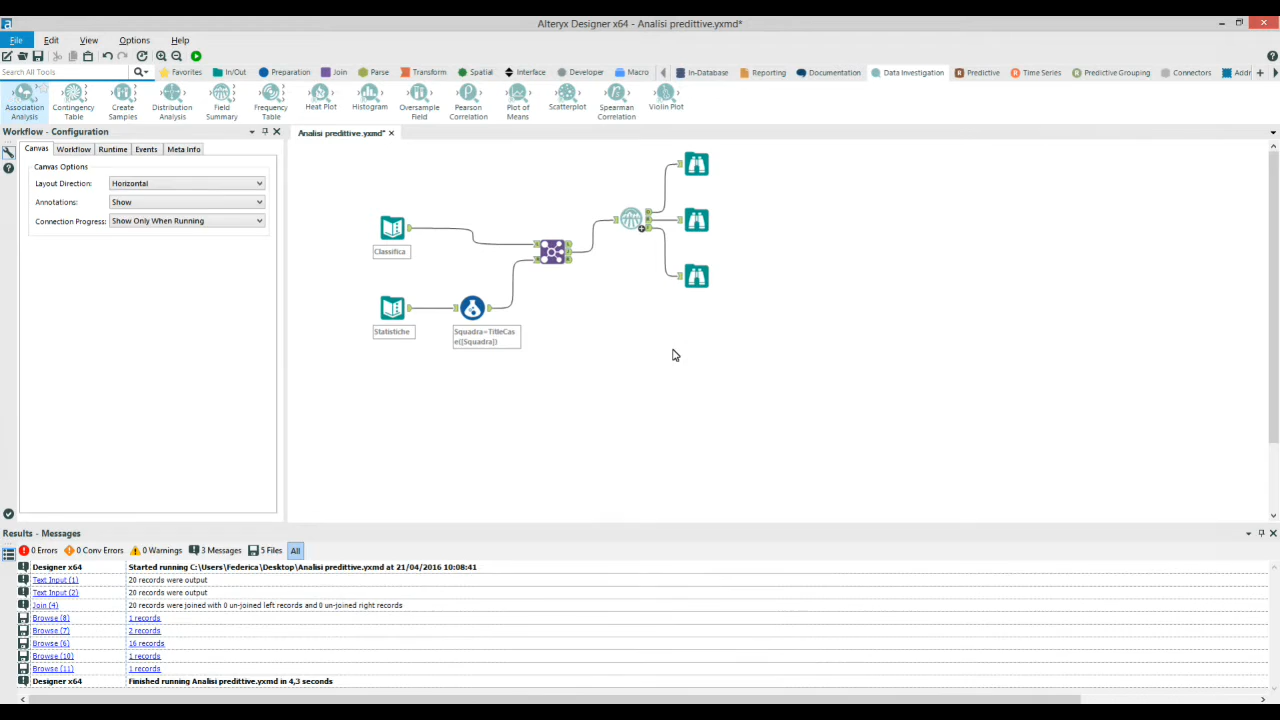 Alteryx Designer x64 - Analisi predittive.yxmd*
File Edit View Options Help
Search All Tools Favorites In/Out Preparation Join Parse Transform Spatial Interface Developer Macro In-Database Reporting Documentation Data Investigation Predictive Time Series Predictive Grouping Connectors Addr
Association Contingency Create Distribution Field Frequency Heat Plot Histogram Oversample Pearson Plot of Scatterplot Spearman Violin Plot
Analysis Table Samples Analysis Summary Table Field Correlation Means Correlation
Workflow - Configuration
Analisi predittive.yxmd*
Canvas Workflow Runtime Events Meta Info
Canvas Options
Layout Direction: Horizontal
Annotations: Show
Connection Progress: Show Only When Running
Classifica
Statistiche
Squadra=TitleCas
e([Squadra])
Results - Messages
0 Errors 0 Conv Errors 0 Warnings 3 Messages 5 Files All
Designer x64 Started running C:\Users\Federica\Desktop\Analisi predittive.yxmd at 21/04/2016 10:08:41
Text Input (1) 20 records were output
Text Input (2) 20 records were output
Join (4) 20 records were joined with 0 un-joined left records and 0 un-joined right records
Browse (8) 1 records
Browse (7) 2 records
Browse (6) 16 records
Browse (10) 1 records
Browse (11) 1 records
Designer x64 Finished running Analisi predittive.yxmd in 4,3 seconds